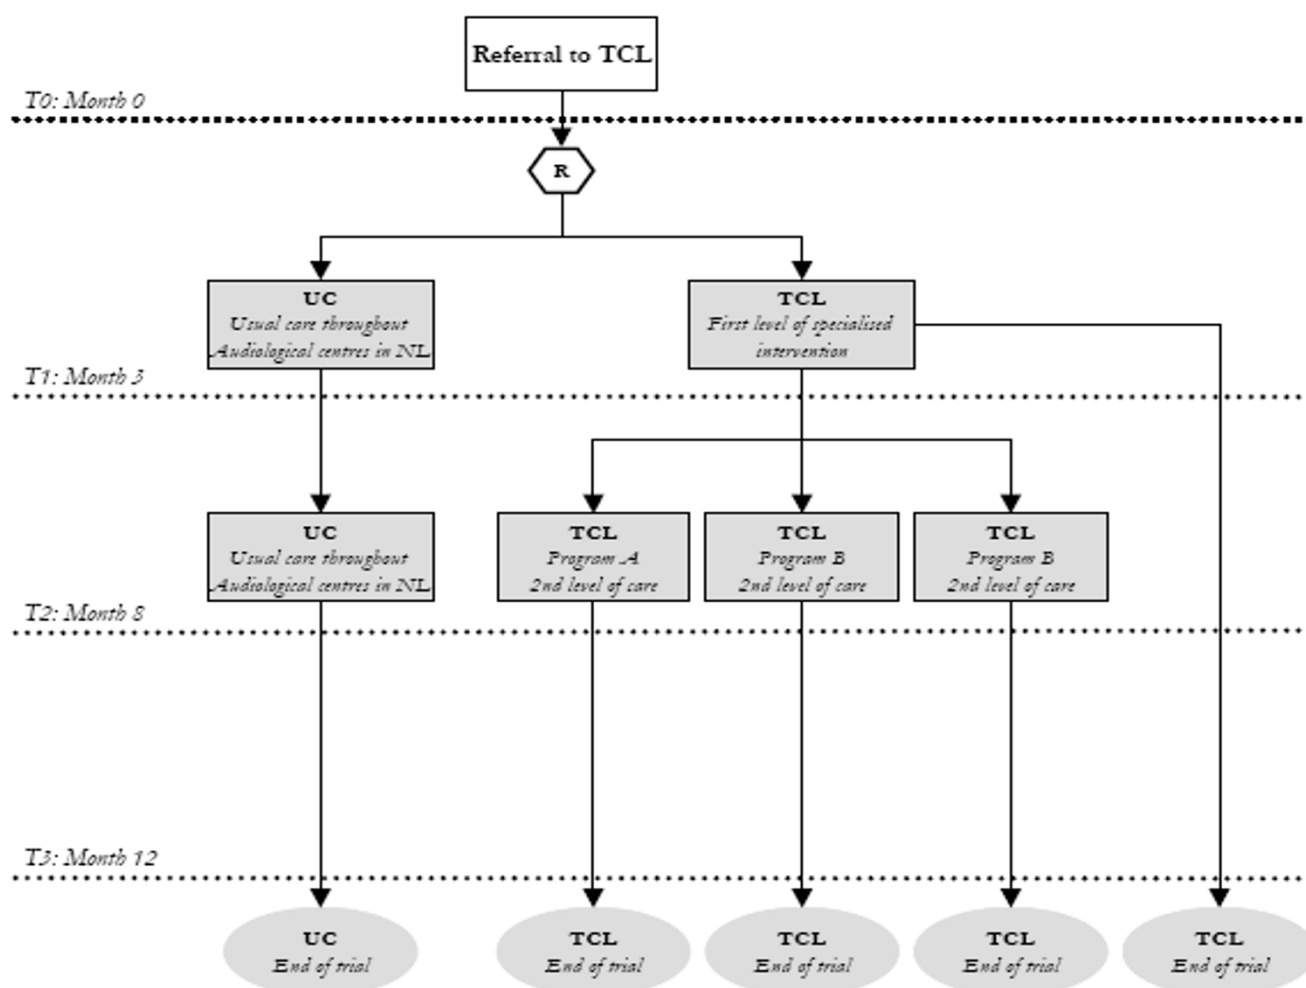 Referral to TCL
T0: Month 0
R
UC
Usual care throughout
Audiological centres in NL
TCL
First level of specialised
intervention
T1: Month 3
UC
Usual care throughout
Audiological centres in NL
TCL
Program A
2nd level of care
TCL
Program B
2nd level of care
TCL
Program B
2nd level of care
T2: Month 8
T3: Month 12
UC
End of trial
TCL
End of trial
TCL
End of trial
TCL
End of trial
TCL
End of trial